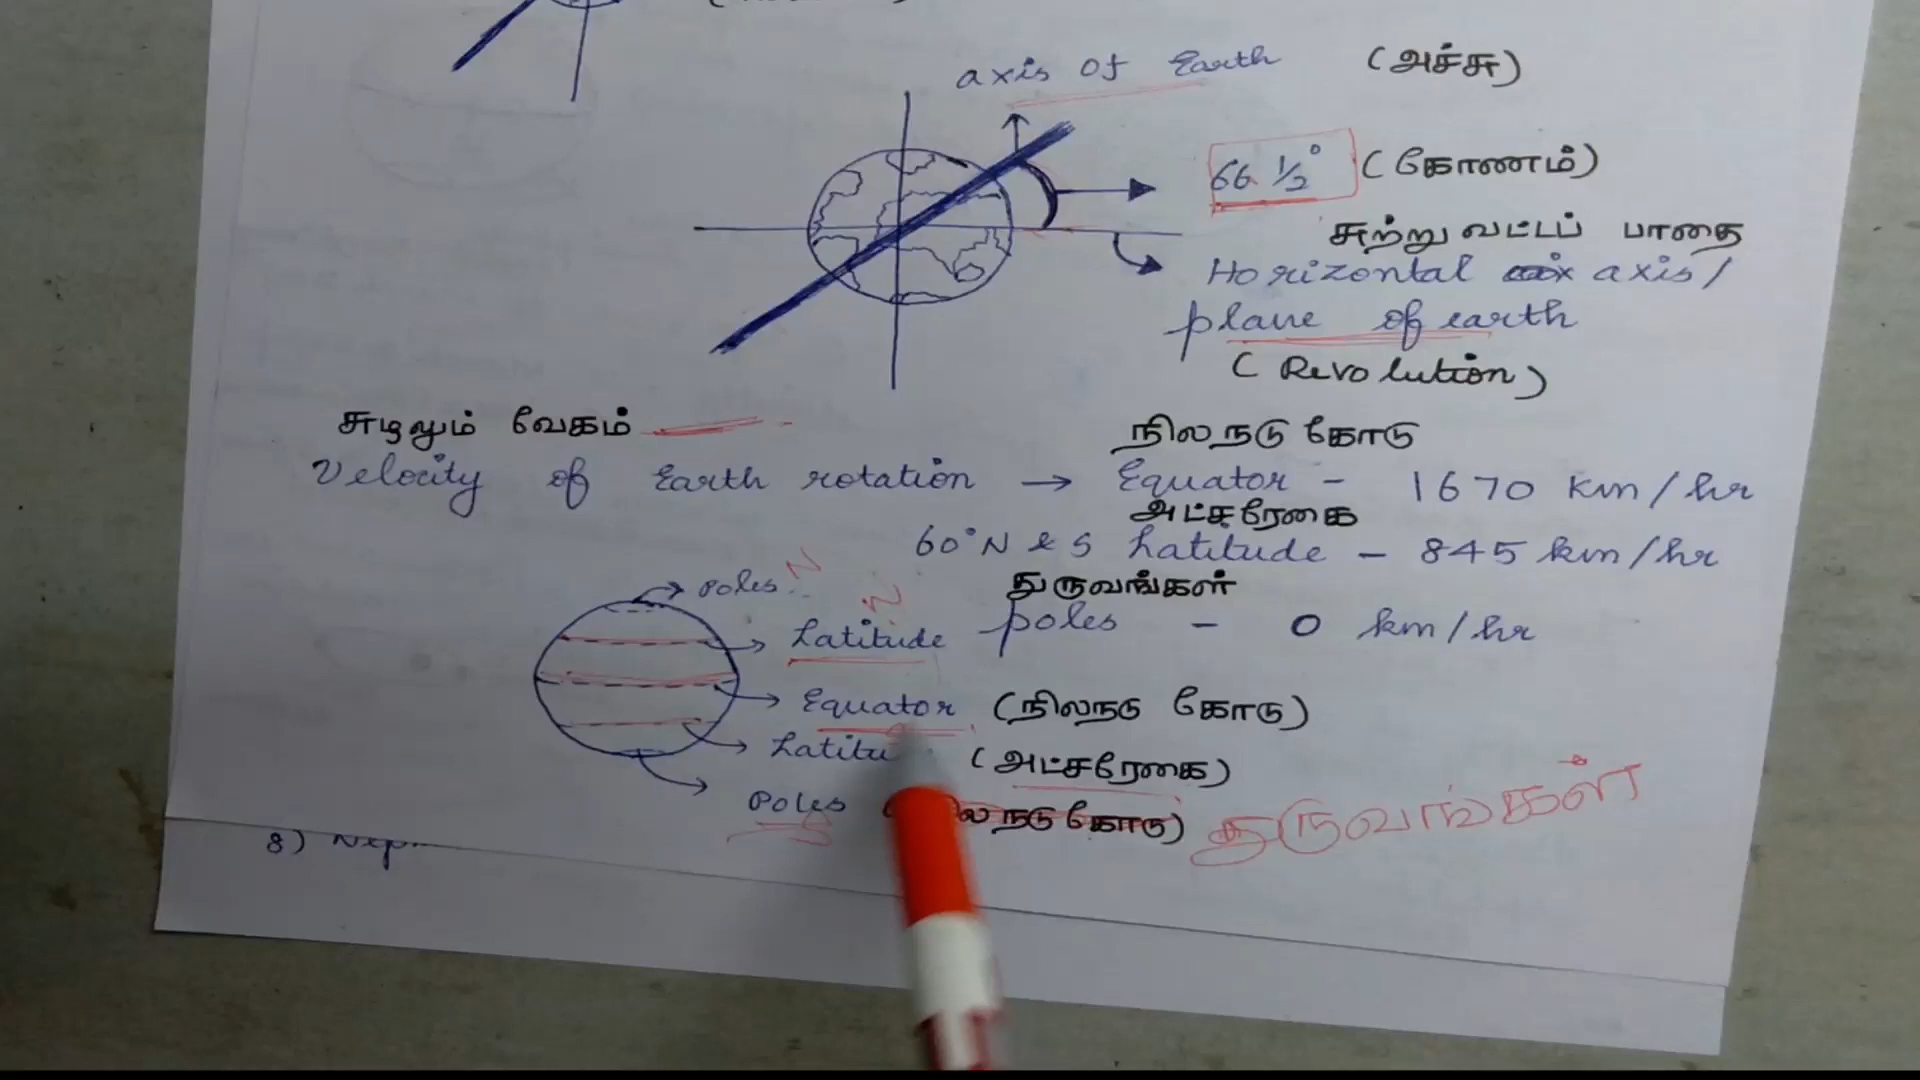 axis of Earth (அச்சு)
66 1/2° (கோணம்)
சுற்று வட்டப் பாதை
Horizontal axis/
plane of earth
(Revolution)
சுழலும் வேகம்
நிலநடு கோடு
Velocity of Earth rotation → Equator - 1670 km/hr
அட்சரேகை
60°N & S Latitude - 845 km/hr
துருவங்கள்
poles - 0 km/hr
poles N
N
Latitude
Equator (நிலநடு கோடு)
(அட்சரேகை)
poles
துருவங்கள்
8)